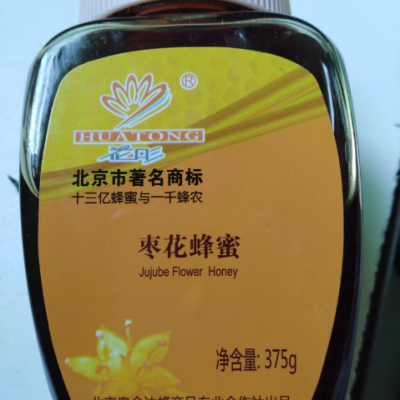 ®
HUATONG
花彤
北京市著名商标
十三亿蜂蜜与一千蜂农
枣花蜂蜜
Jujube Flower Honey
净含量: 375g